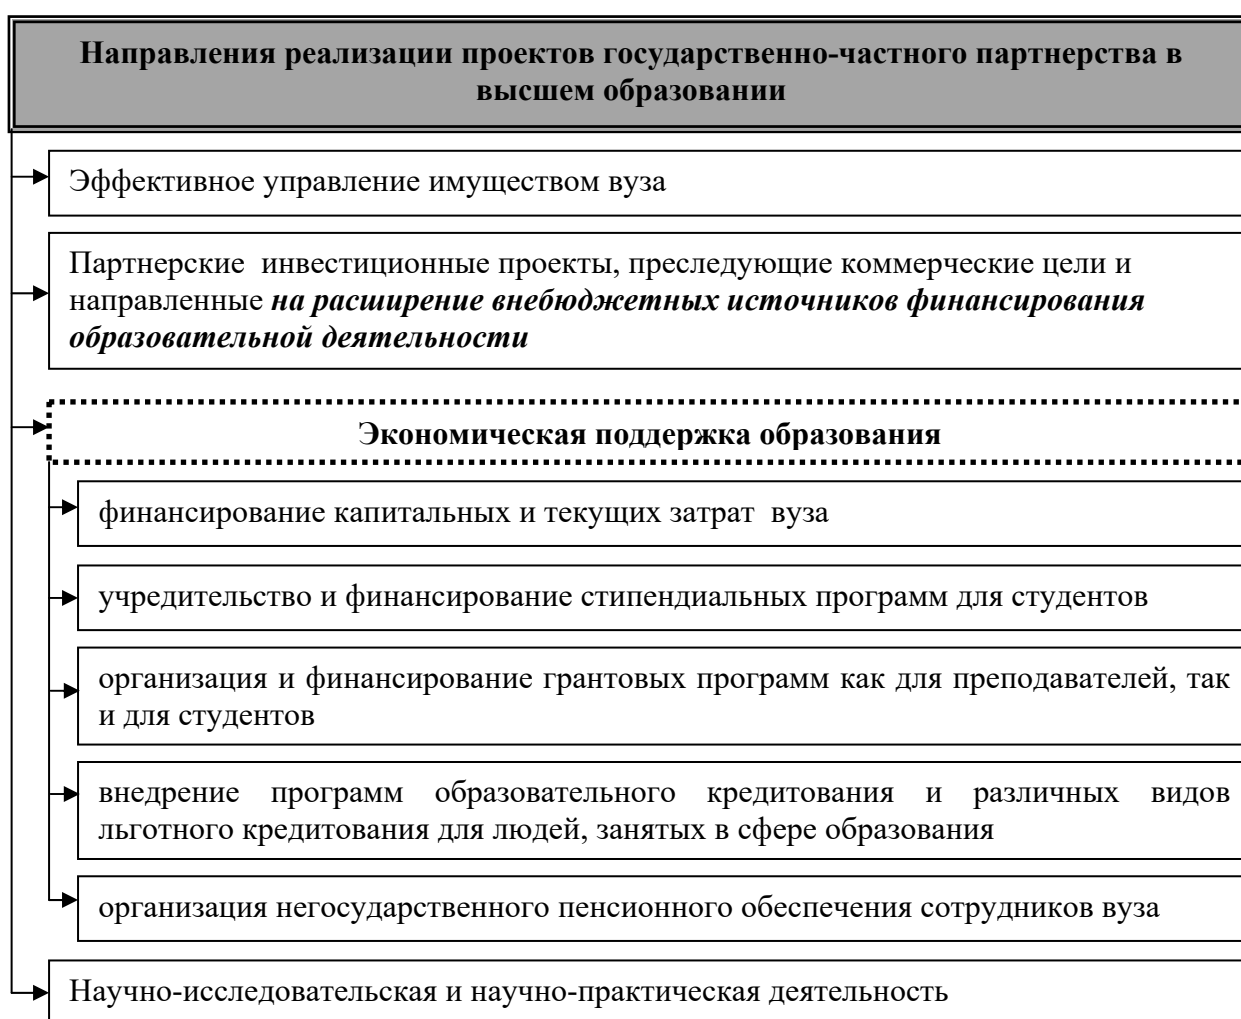 Направления реализации проектов государственно-частного партнерства в
высшем образовании
Эффективное управление имуществом вуза
Партнерские инвестиционные проекты, преследующие коммерческие цели и
направленные на расширение внебюджетных источников финансирования
образовательной деятельности
Экономическая поддержка образования
финансирование капитальных и текущих затрат вуза
учредительство и финансирование стипендиальных программ для студентов
организация и финансирование грантовых программ как для преподавателей, так
и для студентов
внедрение программ образовательного кредитования и различных видов
льготного кредитования для людей, занятых в сфере образования
организация негосударственного пенсионного обеспечения сотрудников вуза
Научно-исследовательская и научно-практическая деятельность